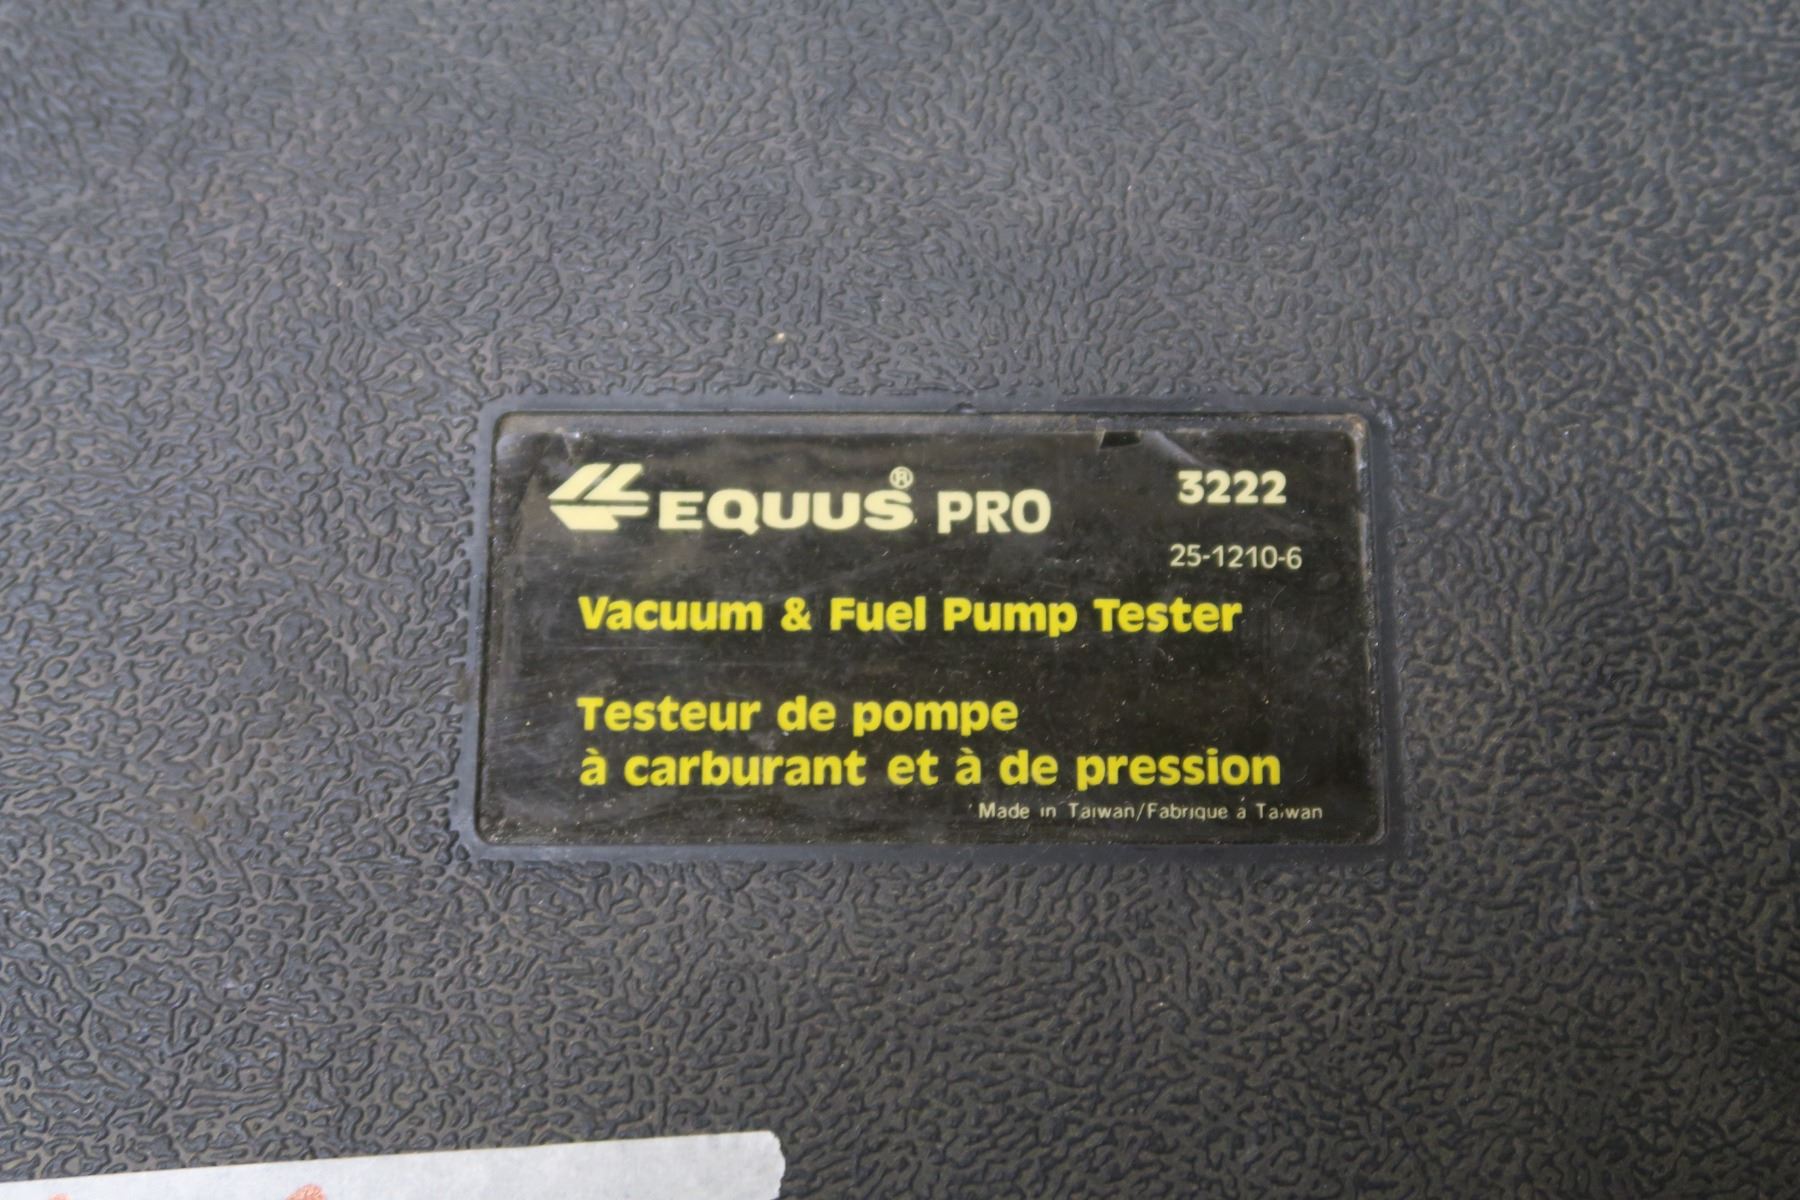 EQUUS® PRO 3222
25-1210-6
Vacuum & Fuel Pump Tester
Testeur de pompe
à carburant et à de pression
Made in Taiwan/Fabrique à Taiwan